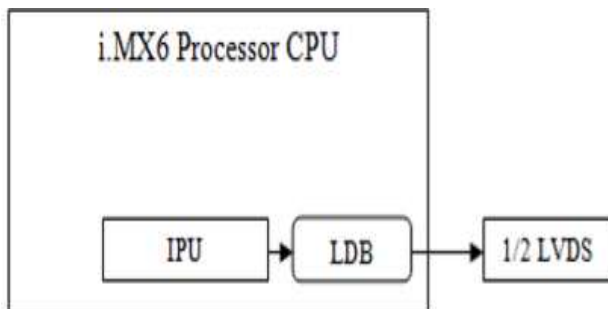 i.MX6 Processor CPU
IPU
LDB
1/2 LVDS